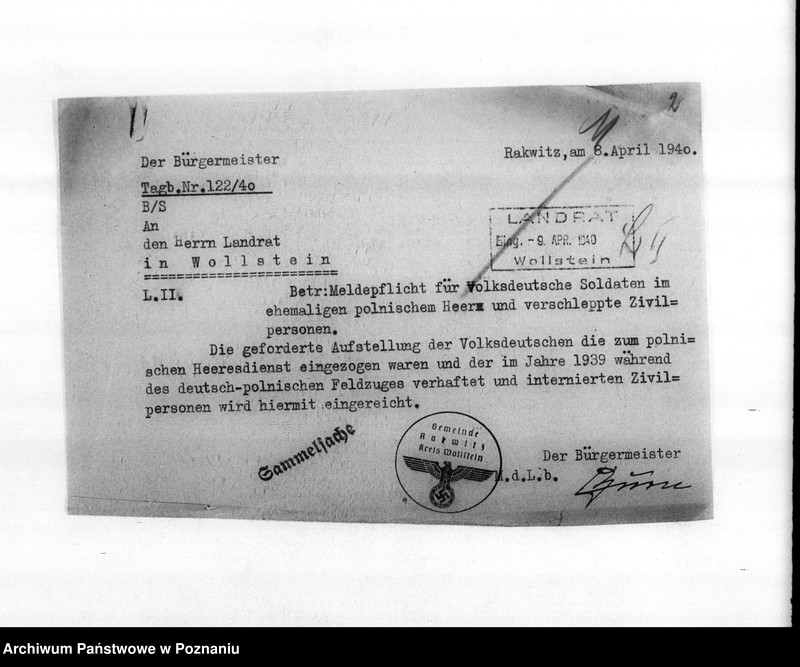 2
Der Bürgermeister
Rakwitz, am 8.April 194o.
Tagb.Nr.122/4o
B/S
An
den Herrn Landrat
in Wollstein
LANDRAT
Eing. - 9. APR. 1940
Wollstein
L.II.
Betr:Meldepflicht für Volksdeutsche Soldaten im
ehemaligen polnischem Heer und verschleppte Zivil=
personen.
Die geforderte Aufstellung der Volksdeutschen die zum polni=
schen Heeresdienst eingezogen waren und der im Jahre 1939 während
des deutsch-polnischen Feldzuges verhaftet und internierten Zivil=
personen wird hiermit eingereicht.
Sammelsache
Gemeinde
Rakwitz
Kreis Wollstein
Der Bürgermeister
M.d.L.b.
Archiwum Państwowe w Poznaniu